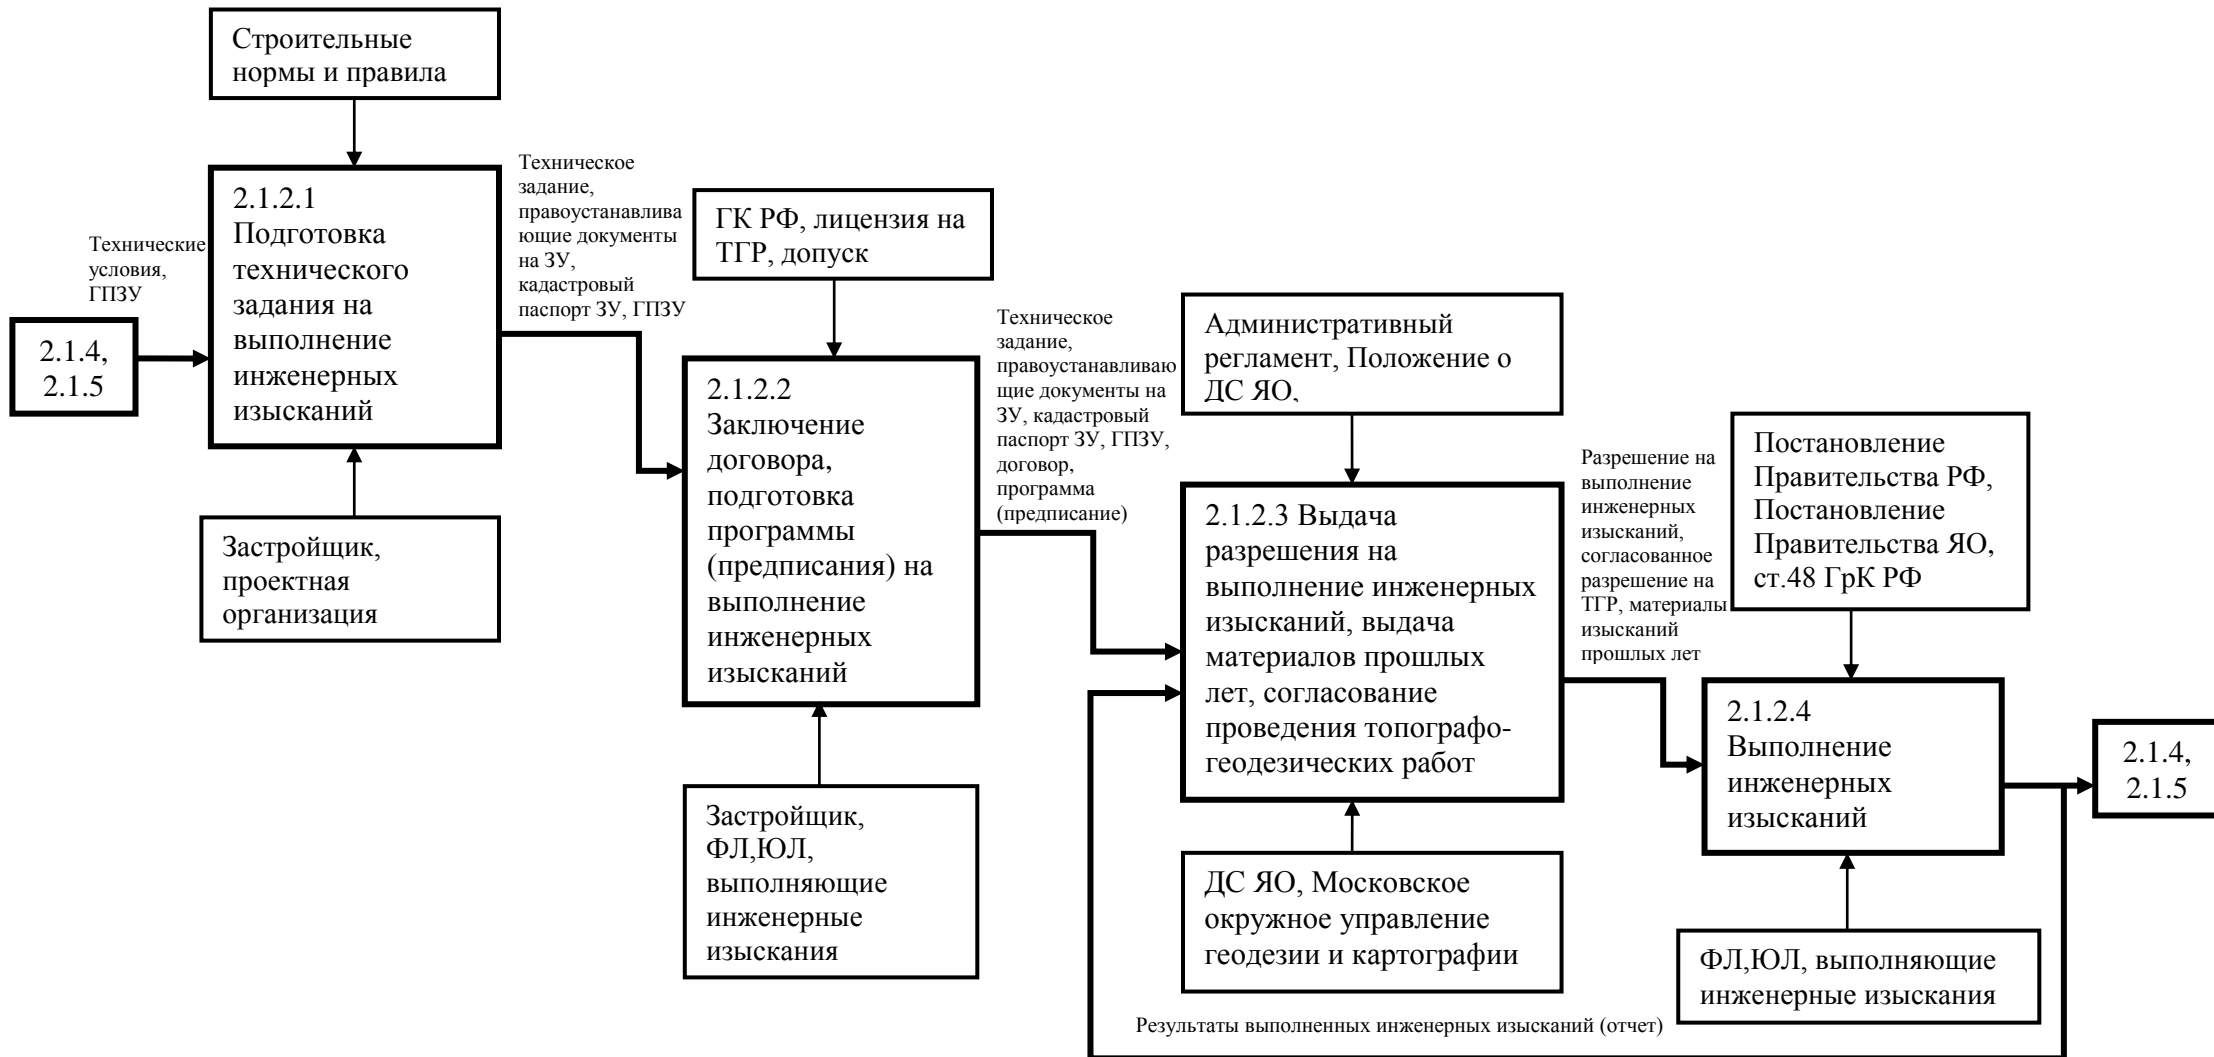 Строительные
нормы и правила
Технические
условия,
ГПЗУ
2.1.4,
2.1.5
2.1.2.1
Подготовка
технического
задания на
выполнение
инженерных
изысканий
Застройщик,
проектная
организация
Техническое
задание,
правоустанавлива
ющие документы
на ЗУ,
кадастровый
паспорт ЗУ, ГПЗУ
ГК РФ, лицензия на
ТГР, допуск
2.1.2.2
Заключение
договора,
подготовка
программы
(предписания) на
выполнение
инженерных
изысканий
Застройщик,
ФЛ,ЮЛ,
выполняющие
инженерные
изыскания
Техническое
задание,
правоустанавливаю
щие документы на
ЗУ, кадастровый
паспорт ЗУ, ГПЗУ,
договор,
программа
(предписание)
Административный
регламент, Положение о
ДС ЯО,
2.1.2.3 Выдача
разрешения на
выполнение инженерных
изысканий, выдача
материалов прошлых
лет, согласование
проведения топографо-
геодезических работ
ДС ЯО, Московское
окружное управление
геодезии и картографии
Разрешение на
выполнение
инженерных
изысканий,
согласованное
разрешение на
ТГР, материалы
изысканий
прошлых лет
Постановление
Правительства РФ,
Постановление
Правительства ЯО,
ст.48 ГрК РФ
2.1.2.4
Выполнение
инженерных
изысканий
ФЛ,ЮЛ, выполняющие
инженерные изыскания
2.1.4,
2.1.5
Результаты выполненных инженерных изысканий (отчет)